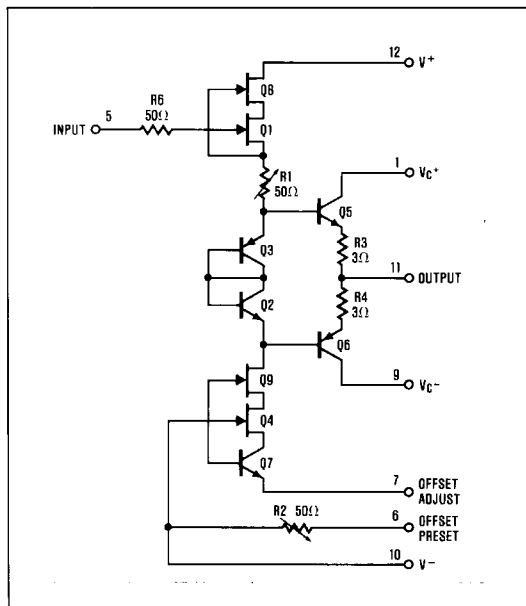 12
V+
Q8
R6
50Ω
5
INPUT
Q1
R1
50Ω
1
VC+
Q5
Q3
R3
3Ω
11
OUTPUT
R4
3Ω
Q2
Q6
9
VC−
Q9
Q4
Q7
7
OFFSET
ADJUST
R2 50Ω
6
OFFSET
PRESET
10
V−